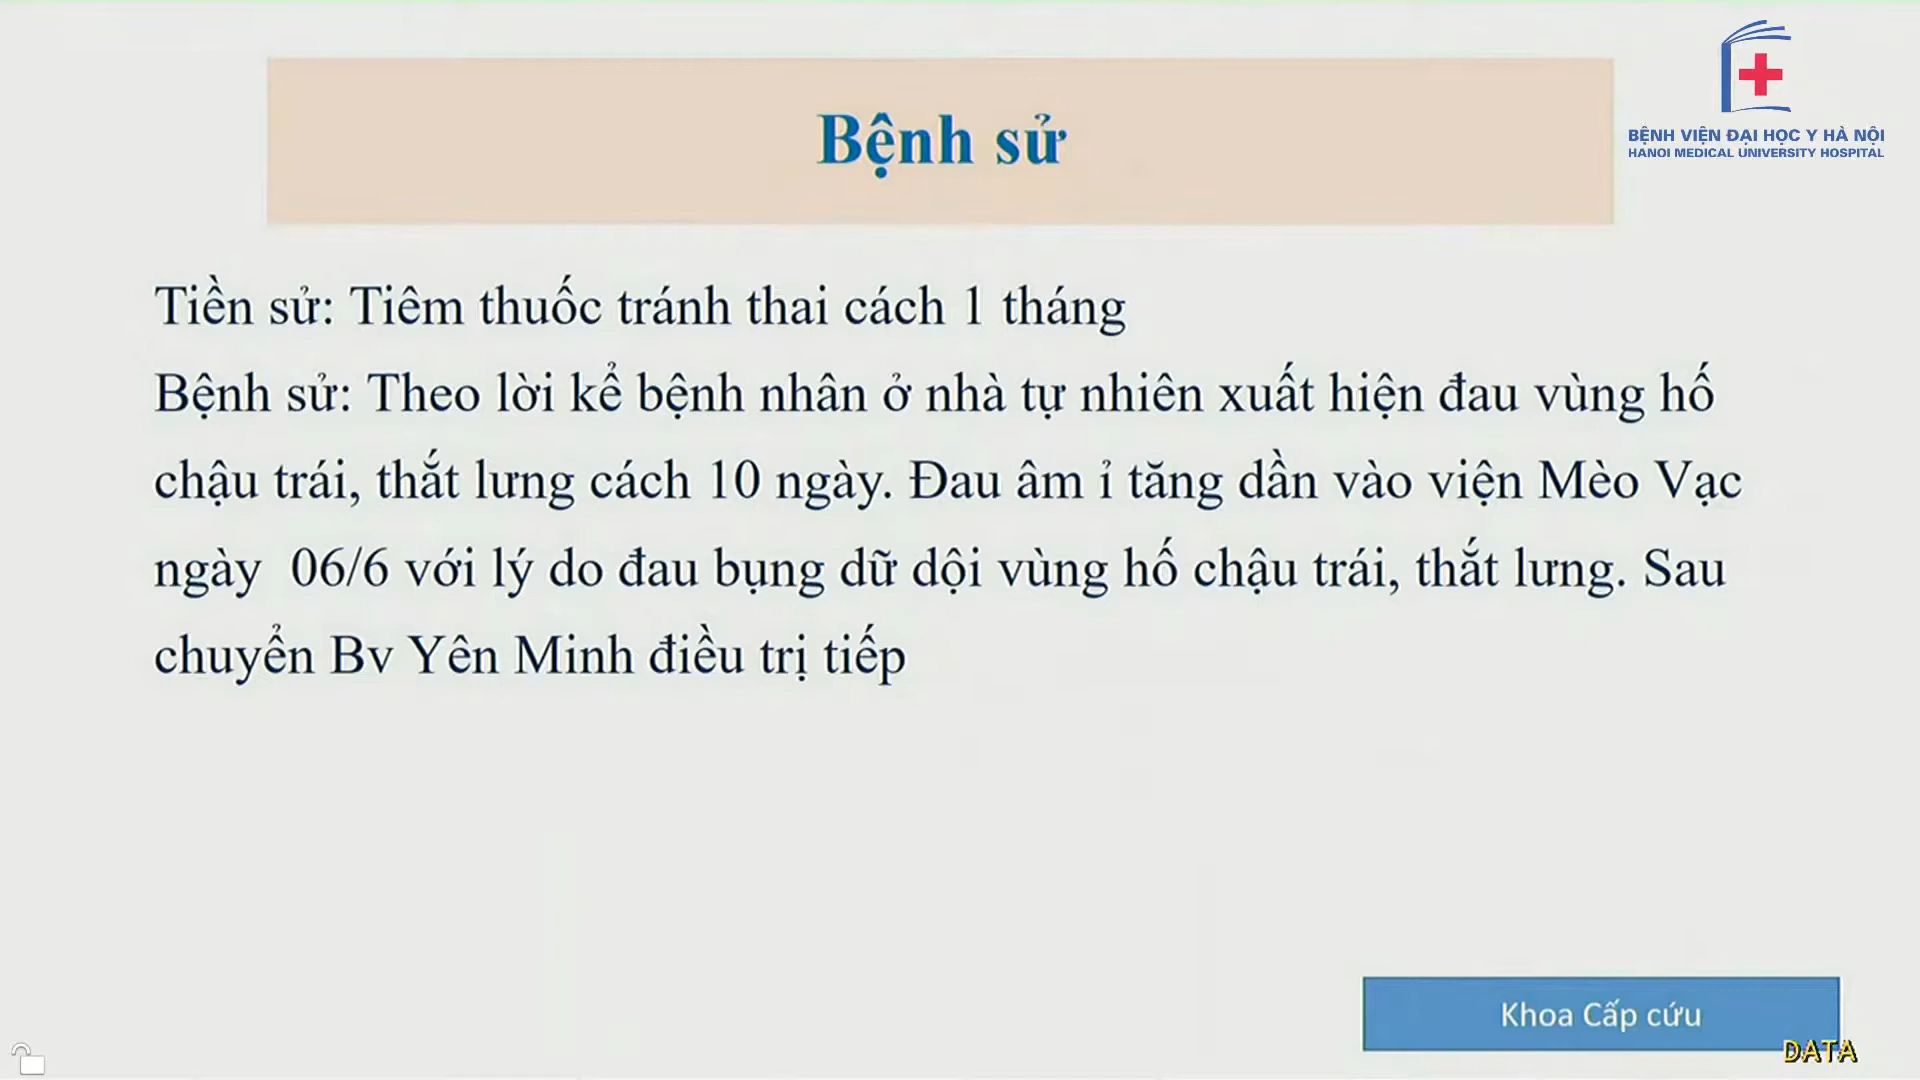 BỆNH VIỆN ĐẠI HỌC Y HÀ NỘI
HANOI MEDICAL UNIVERSITY HOSPITAL
Bệnh sử
Tiền sử: Tiêm thuốc tránh thai cách 1 tháng
Bệnh sử: Theo lời kể bệnh nhân ở nhà tự nhiên xuất hiện đau vùng hố
chậu trái, thắt lưng cách 10 ngày. Đau âm ỉ tăng dần vào viện Mèo Vạc
ngày 06/6 với lý do đau bụng dữ dội vùng hố chậu trái, thắt lưng. Sau
chuyển Bv Yên Minh điều trị tiếp
Khoa Cấp cứu
DATA